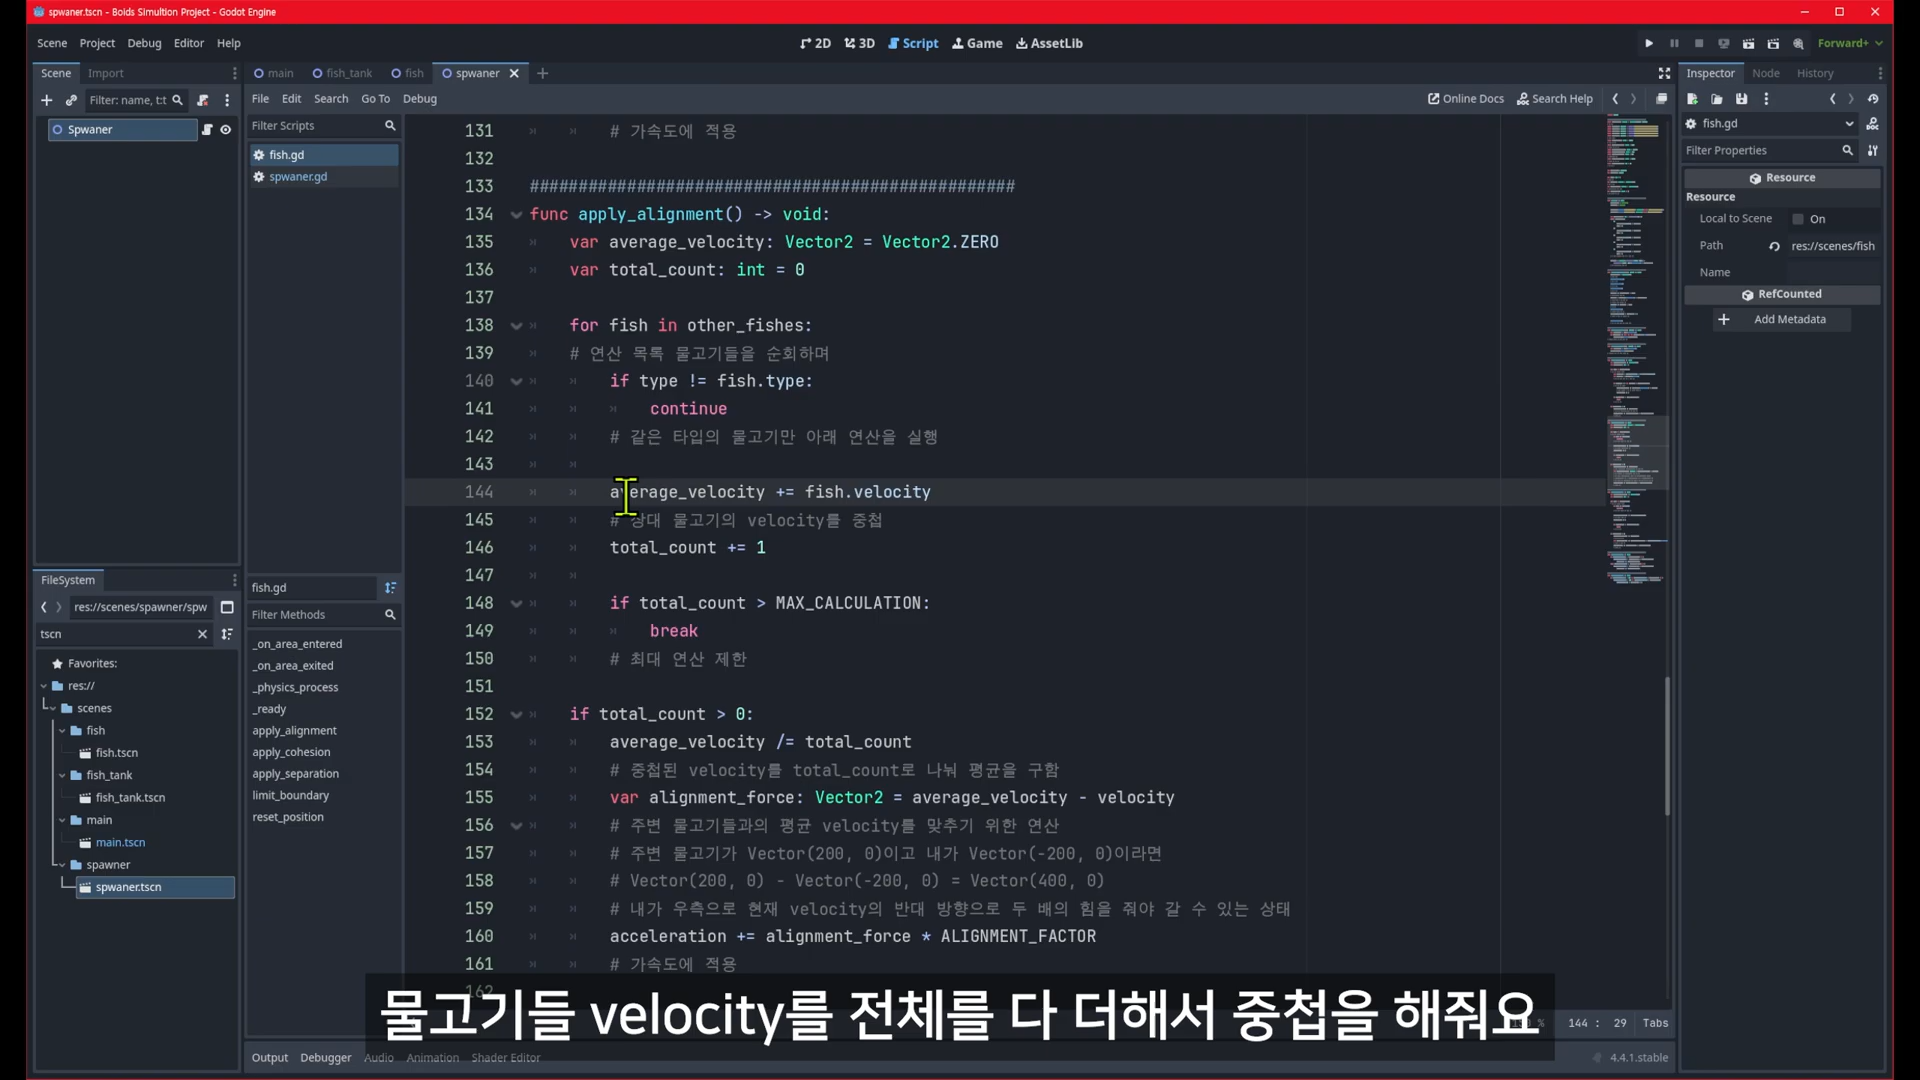 spwaner.tscn - Boids Simultion Project - Godot Engine
Scene Project Debug Editor Help
2D 3D Script Game AssetLib
Forward+
Scene Import
main fish_tank fish spwaner
Inspector Node History
Filter: name, t:t
File Edit Search Go To Debug
Online Docs Search Help
Spwaner
Filter Scripts
fish.gd
spwaner.gd
fish.gd
Filter Methods
_on_area_entered
_on_area_exited
_physics_process
_ready
apply_alignment
apply_cohesion
apply_separation
limit_boundary
reset_position
FileSystem
res://scenes/spawner/spw
tscn
Favorites:
res://
scenes
fish
fish.tscn
fish_tank
fish_tank.tscn
main
main.tscn
spawner
spwaner.tscn
131 # 가속도에 적용
132
133 ##################################################
134 func apply_alignment() -> void:
135 var average_velocity: Vector2 = Vector2.ZERO
136 var total_count: int = 0
137
138 for fish in other_fishes:
139 # 연산 목록 물고기들을 순회하며
140 if type != fish.type:
141 continue
142 # 같은 타입의 물고기만 아래 연산을 실행
143
144 average_velocity += fish.velocity
145 # 상대 물고기의 velocity를 중첩
146 total_count += 1
147
148 if total_count > MAX_CALCULATION:
149 break
150 # 최대 연산 제한
151
152 if total_count > 0:
153 average_velocity /= total_count
154 # 중첩된 velocity를 total_count로 나눠 평균을 구함
155 var alignment_force: Vector2 = average_velocity - velocity
156 # 주변 물고기들과의 평균 velocity를 맞추기 위한 연산
157 # 주변 물고기가 Vector(200, 0)이고 내가 Vector(-200, 0)이라면
158 # Vector(200, 0) - Vector(-200, 0) = Vector(400, 0)
159 # 내가 우측으로 현재 velocity의 반대 방향으로 두 배의 힘을 줘야 갈 수 있는 상태
160 acceleration += alignment_force * ALIGNMENT_FACTOR
161 # 가속도에 적용
162
물고기들 velocity를 전체를 다 더해서 중첩을 해줘요
144 : 29 Tabs
Output Debugger Audio Animation Shader Editor
4.4.1.stable
fish.gd
Filter Properties
Resource
Resource
Local to Scene On
Path res://scenes/fish
Name
RefCounted
Add Metadata